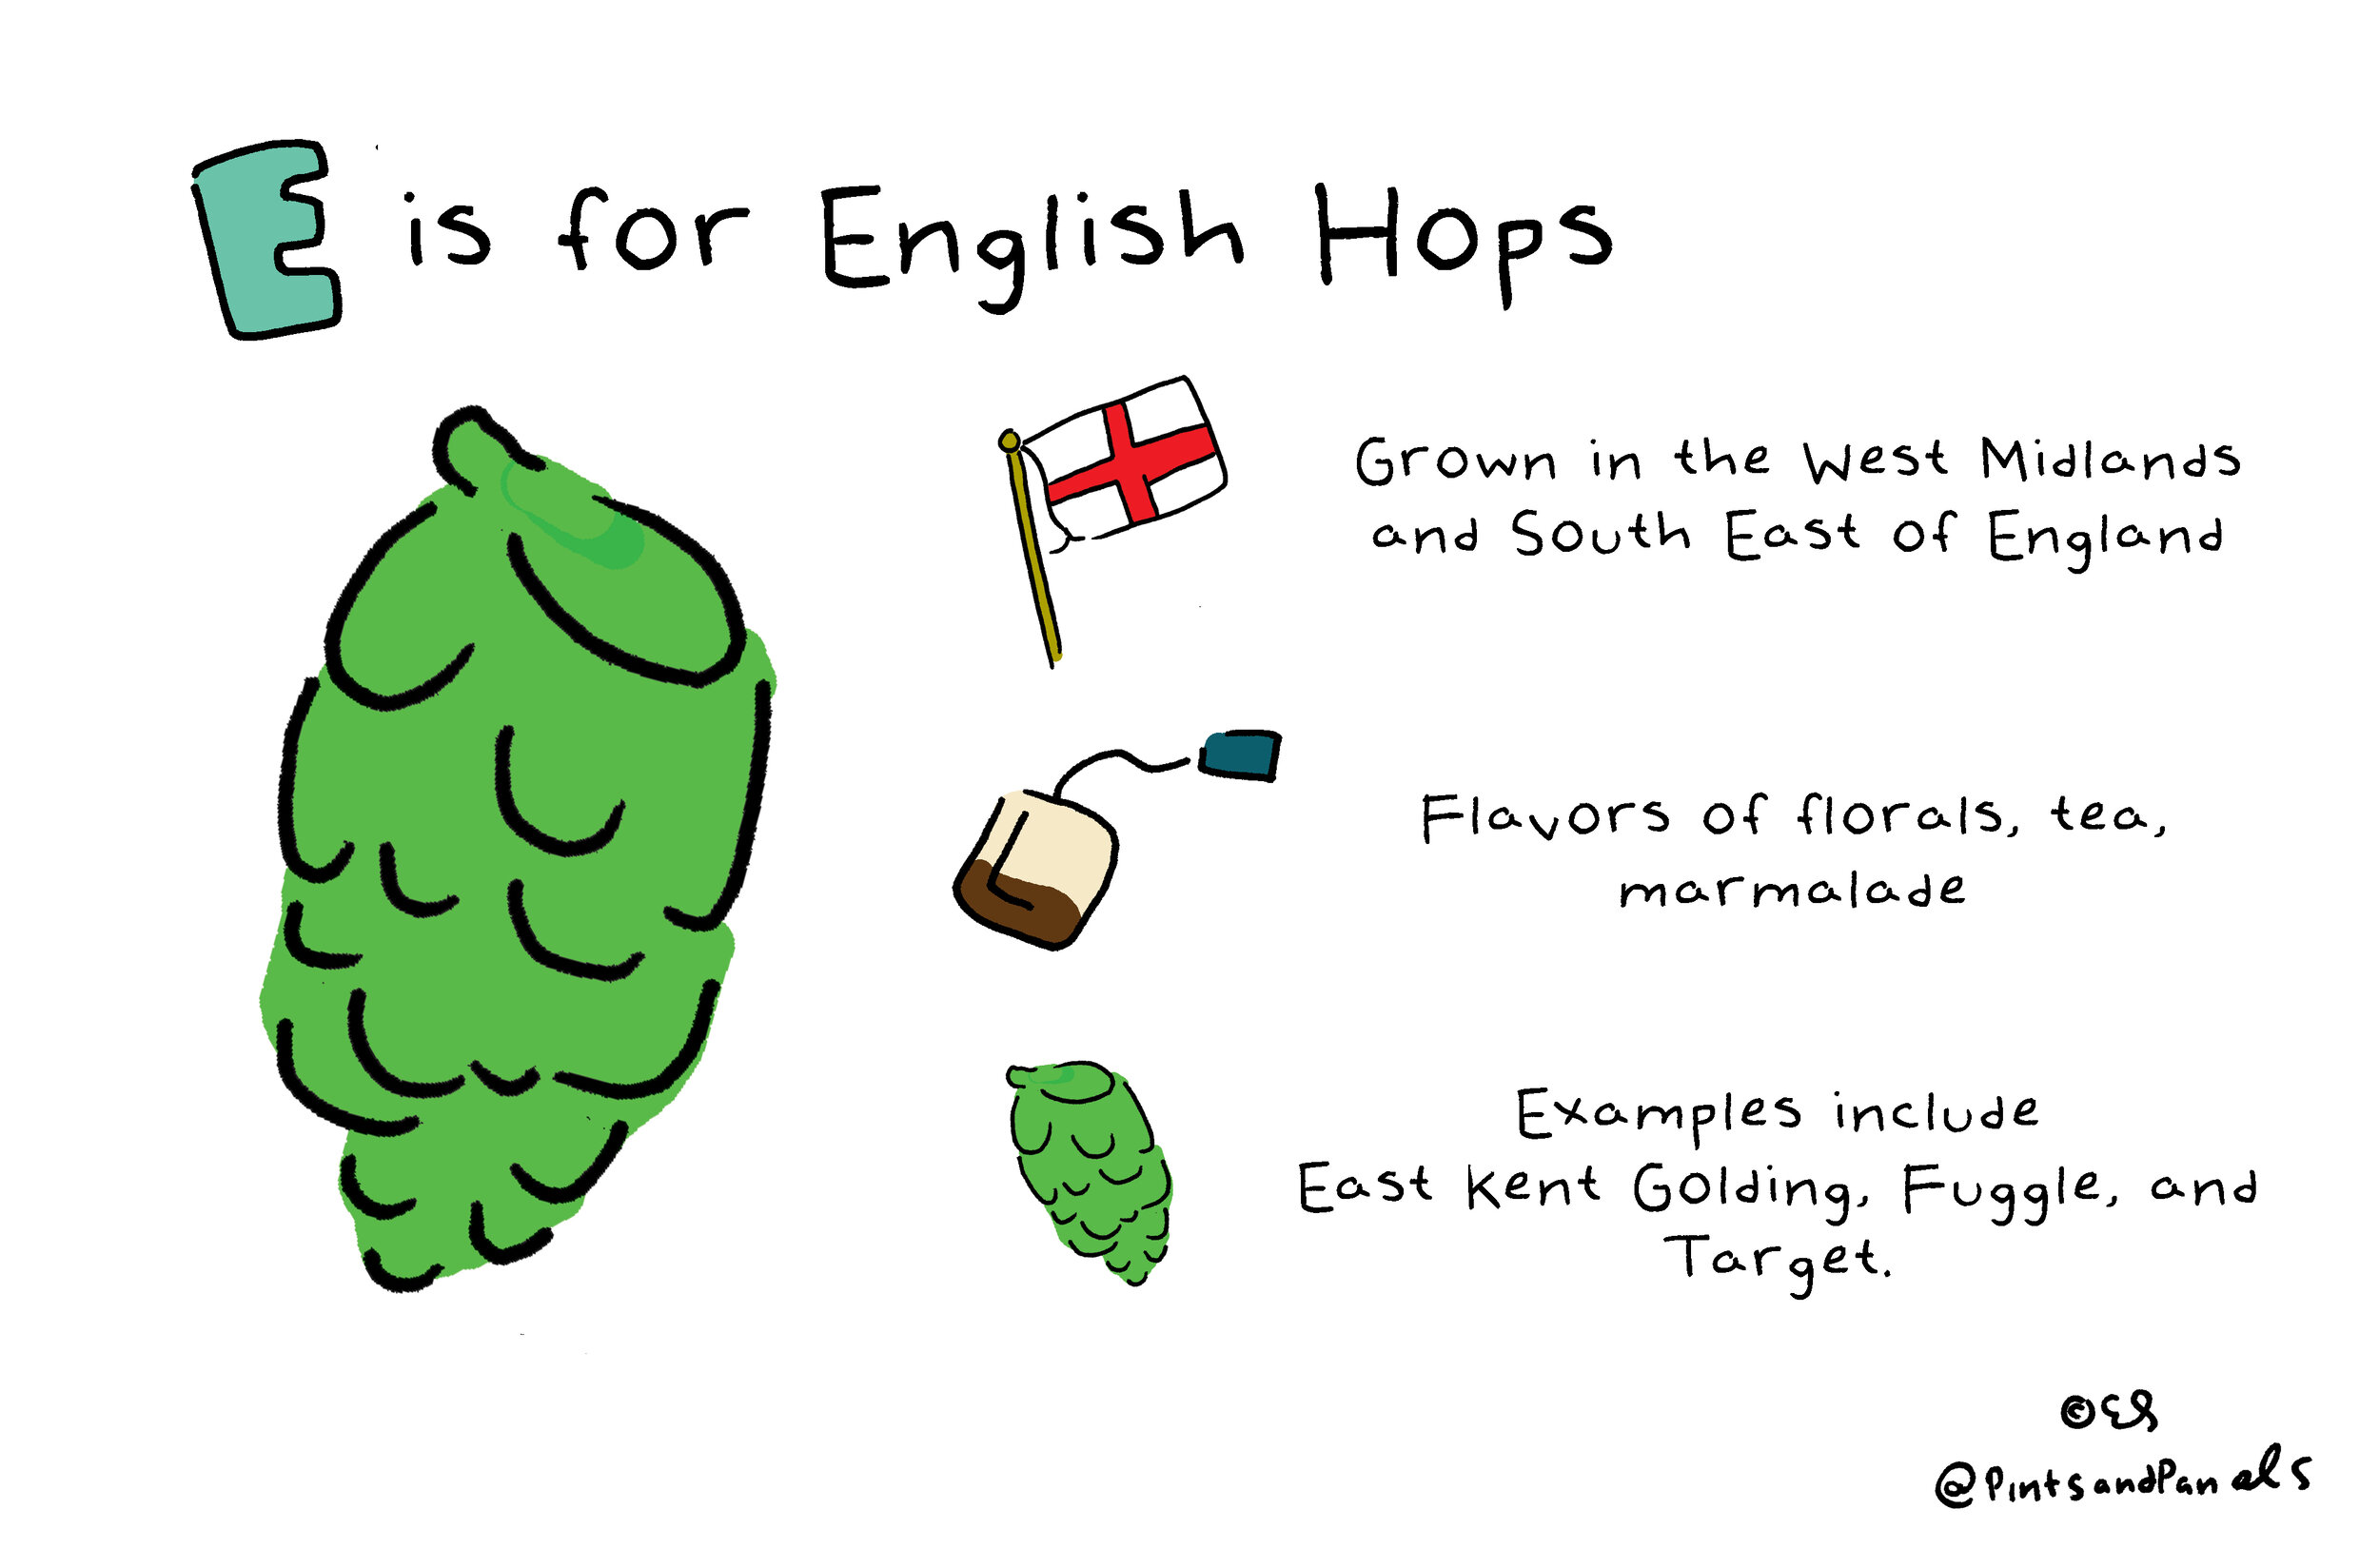 E is for English Hops
Grown in the West Midlands
and South East of England
Flavors of florals, tea,
marmalade
Examples include
East Kent Golding, Fuggle, and
Target.
©ES
@PintsandPanels